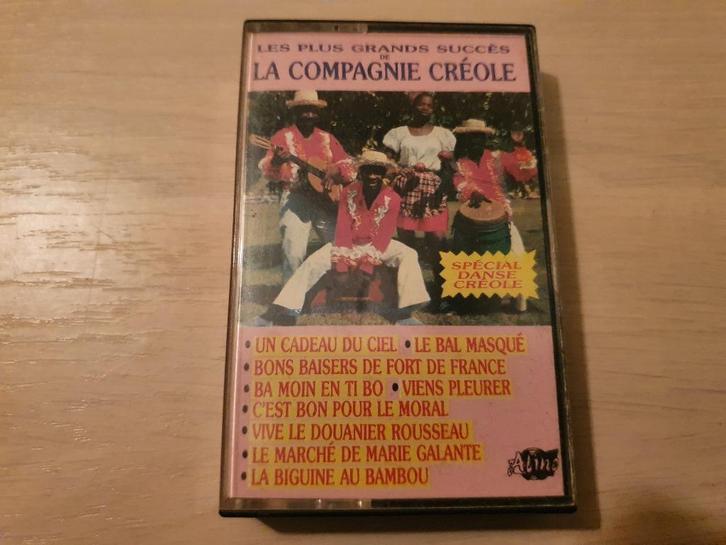 LES PLUS GRANDS SUCCÈS
DE
LA COMPAGNIE CRÉOLE
SPÉCIAL
DANSE
CRÉOLE
• UN CADEAU DU CIEL • LE BAL MASQUÉ
• BONS BAISERS DE FORT DE FRANCE
• BA MOIN EN TI BO • VIENS PLEURER
• C'EST BON POUR LE MORAL
• VIVE LE DOUANIER ROUSSEAU
• LE MARCHÉ DE MARIE GALANTE
• LA BIGUINE AU BAMBOU